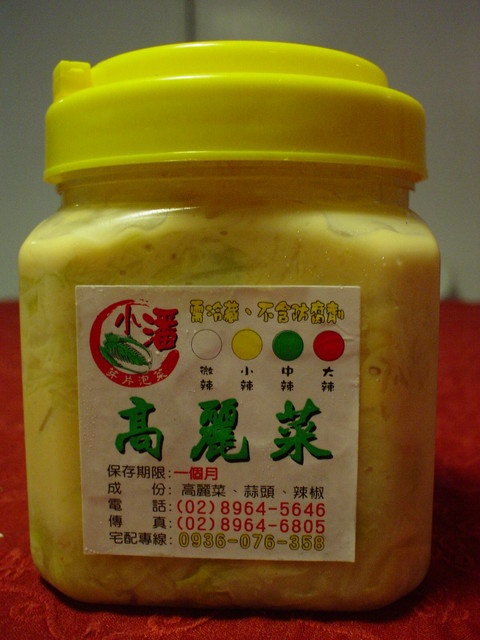 小潘
韓片泡菜
需冷藏、不含防腐劑
微辣 小辣 中辣 大辣
高麗菜
保存期限:一個月
成份:高麗菜、蒜頭、辣椒
電話:(02)8964-5646
傳真:(02)8964-6805
宅配專線:0936-076-358